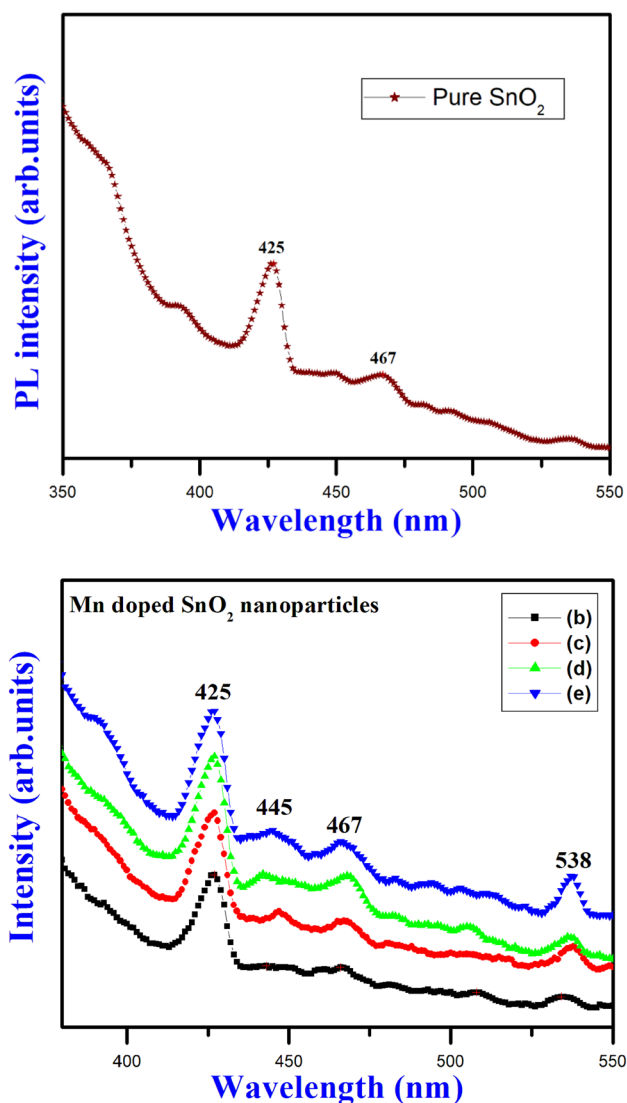 Pure SnO₂
425
467
PL intensity (arb.units)
350 400 450 500 550
Wavelength (nm)
Mn doped SnO₂ nanoparticles
(b)
(c)
(d)
(e)
425
445
467
538
Intensity (arb.units)
400 450 500 550
Wavelength (nm)